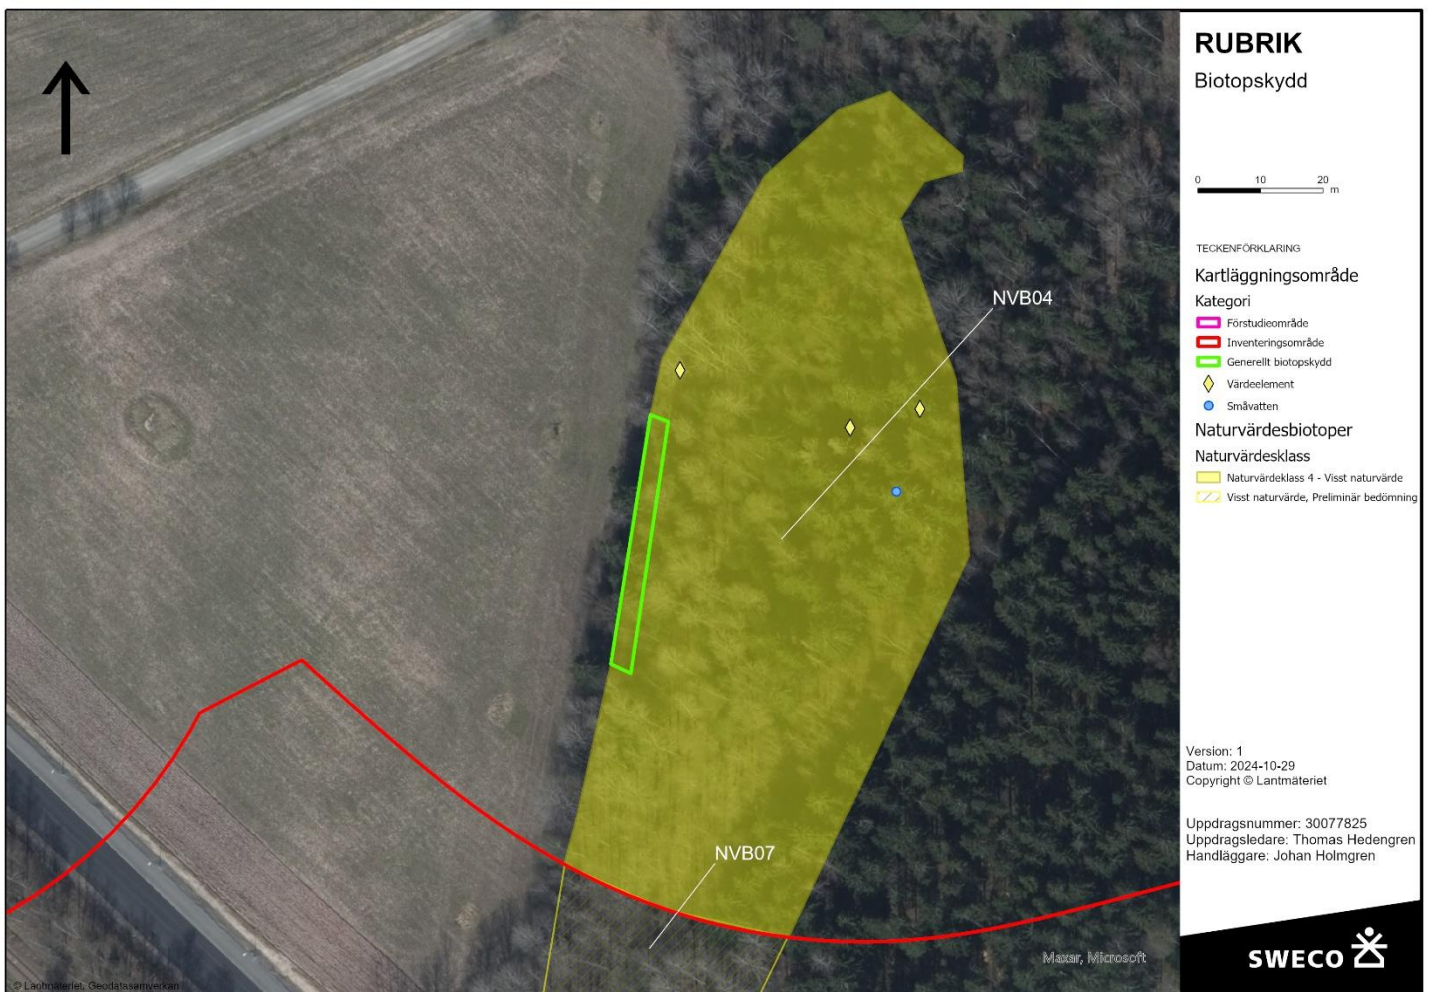 RUBRIK
Biotopskydd
0 10 20
m
TECKENFÖRKLARING
Kartläggningsområde
Kategori
Förstudieområde
Inventeringsområde
Generellt biotopskydd
Värdeelement
Småvatten
Naturvärdesbiotoper
Naturvärdesklass
Naturvärdeklass 4 - Visst naturvärde
Visst naturvärde, Preliminär bedömning
NVB04
NVB07
Version: 1
Datum: 2024-10-29
Copyright © Lantmäteriet
Uppdragsnummer: 30077825
Uppdragsledare: Thomas Hedengren
Handläggare: Johan Holmgren
SWECO
Maxar, Microsoft
© Lantmäteriet, Geodatasamverkan